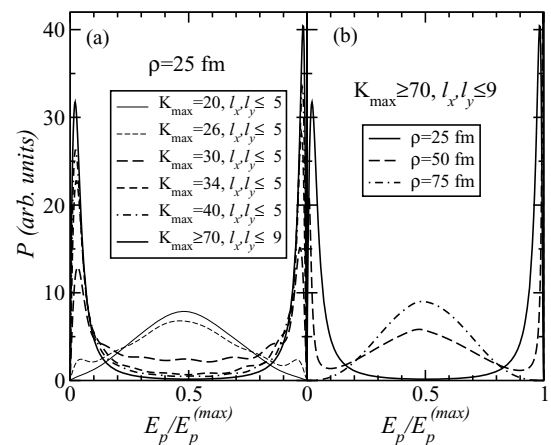 (a)
ρ=25 fm
K_max=20, l_x,l_y≤ 5
K_max=26, l_x,l_y≤ 5
K_max=30, l_x,l_y≤ 5
K_max=34, l_x,l_y≤ 5
K_max=40, l_x,l_y≤ 5
K_max≥70, l_x,l_y≤ 9
(b)
K_max≥70, l_x,l_y≤9
ρ=25 fm
ρ=50 fm
ρ=75 fm
P (arb. units)
40
30
20
10
0
0 0.5 0 0.5 1
E_p/E_p^(max) E_p/E_p^(max)